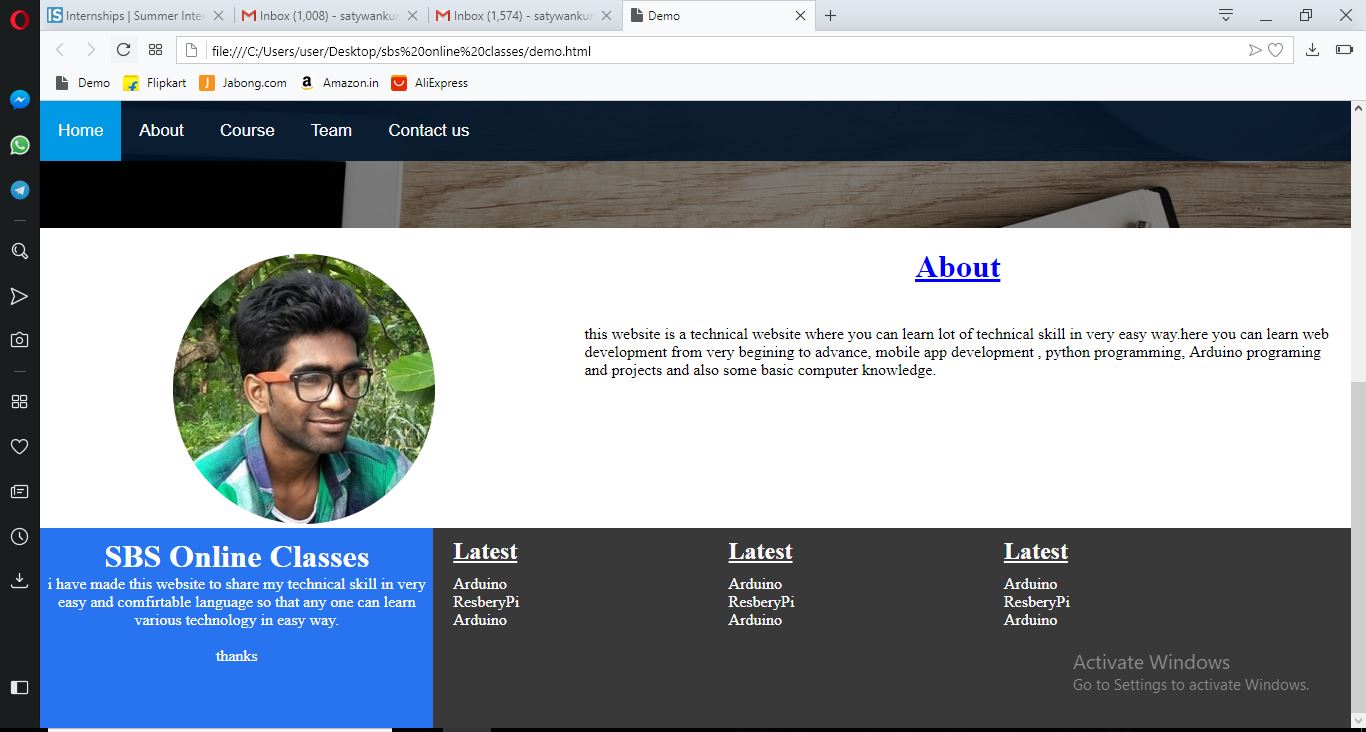 Internships | Summer Inter
Inbox (1,008) - satywankur
Inbox (1,574) - satywankur
Demo
file:///C:/Users/user/Desktop/sbs%20online%20classes/demo.html
Demo
Flipkart
Jabong.com
Amazon.in
AliExpress
Home
About
Course
Team
Contact us
About
this website is a technical website where you can learn lot of technical skill in very easy way.here you can learn web
development from very begining to advance, mobile app development , python programming, Arduino programing
and projects and also some basic computer knowledge.
SBS Online Classes
i have made this website to share my technical skill in very
easy and comfirtable language so that any one can learn
various technology in easy way.
thanks
Latest
Arduino
ResberyPi
Arduino
Latest
Arduino
ResberyPi
Arduino
Latest
Arduino
ResberyPi
Arduino
Activate Windows
Go to Settings to activate Windows.